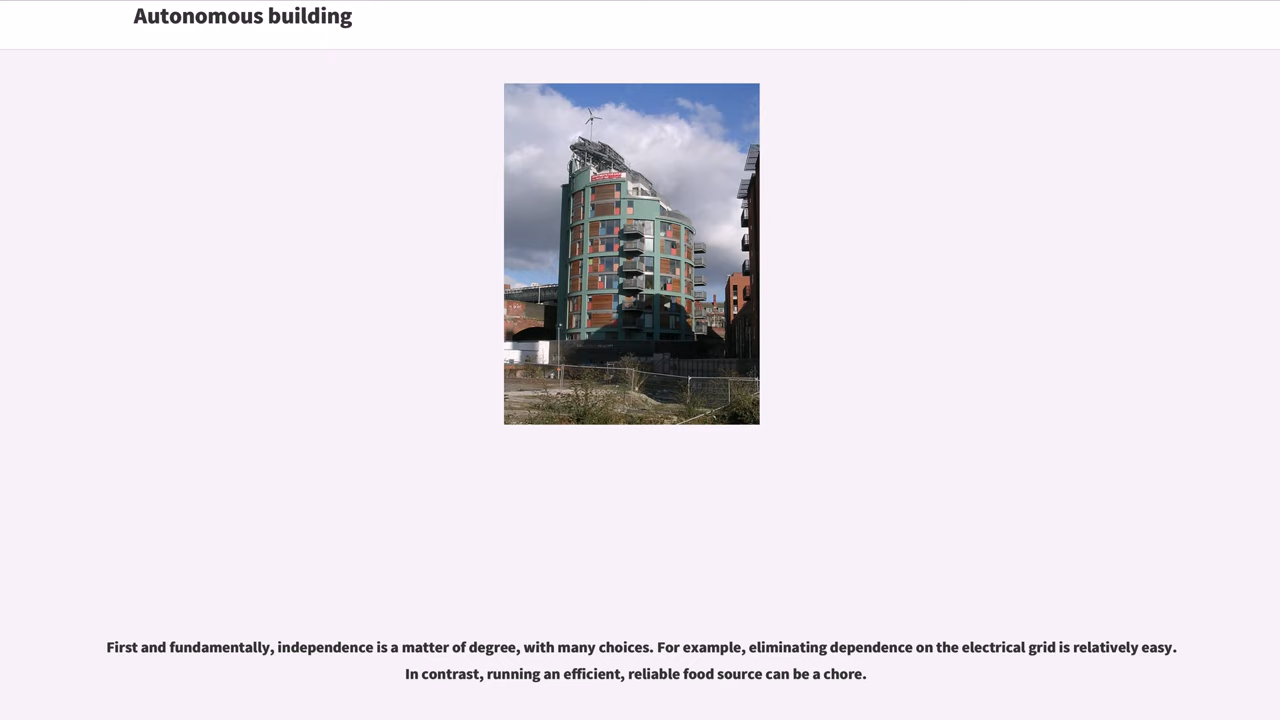 Autonomous building
First and fundamentally, independence is a matter of degree, with many choices. For example, eliminating dependence on the electrical grid is relatively easy.
In contrast, running an efficient, reliable food source can be a chore.